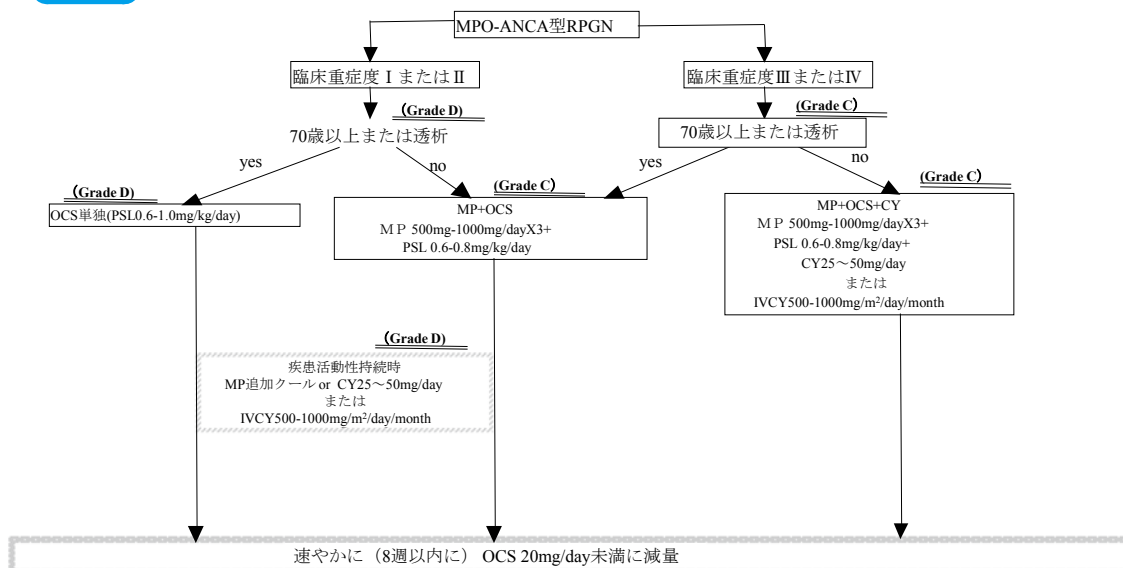 MPO-ANCA型RPGN
臨床重症度ⅠまたはⅡ
臨床重症度ⅢまたはⅣ
(Grade D)
(Grade C)
70歳以上または透析
70歳以上または透析
yes
no
yes
no
(Grade D)
(Grade C)
(Grade C)
OCS単独(PSL0.6-1.0mg/kg/day)
MP+OCS
ＭＰ 500mg-1000mg/dayX3+
PSL 0.6-0.8mg/kg/day
MP+OCS+CY
ＭＰ 500mg-1000mg/dayX3+
PSL 0.6-0.8mg/kg/day+
CY25～50mg/day
または
IVCY500-1000mg/m²/day/month
(Grade D)
疾患活動性持続時
MP追加クール or CY25～50mg/day
または
IVCY500-1000mg/m²/day/month
速やかに（8週以内に） OCS 20mg/day未満に減量